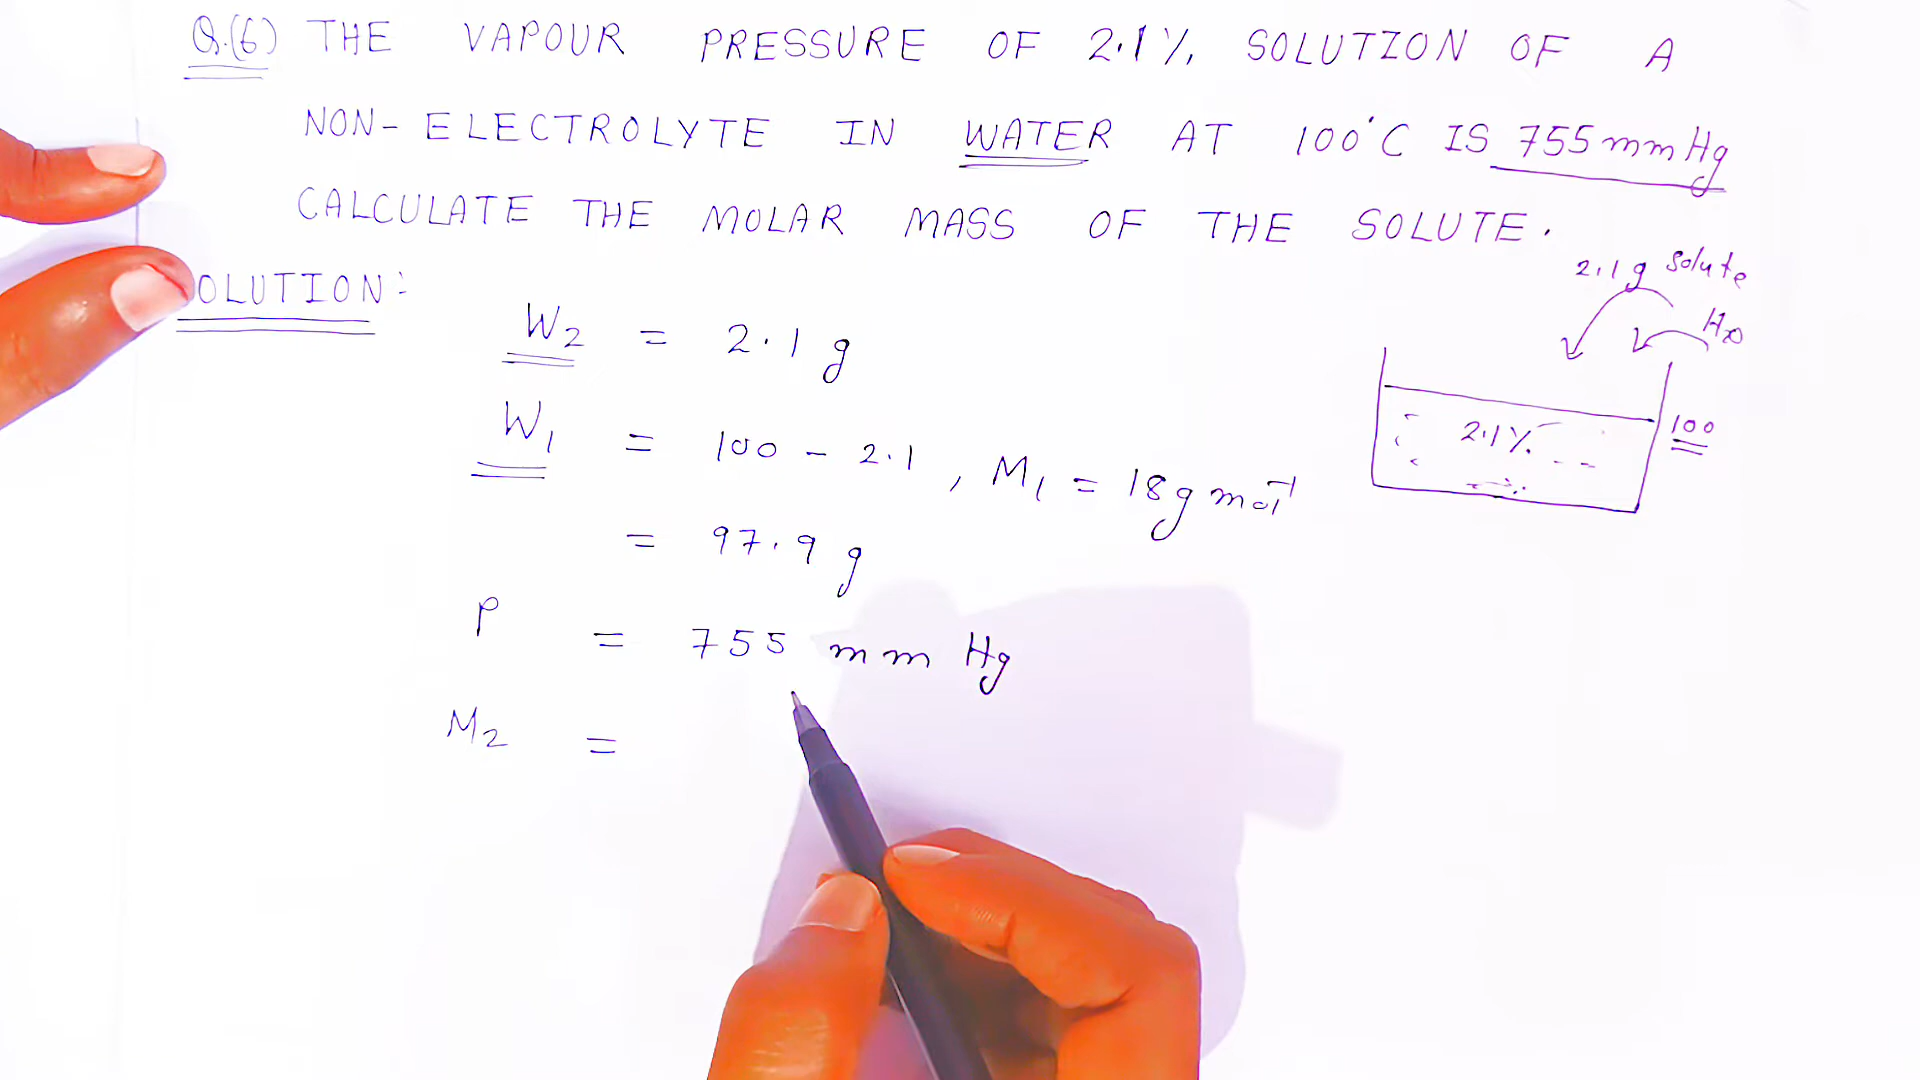 Q.(6) THE VAPOUR PRESSURE OF 2.1% SOLUTION OF A
NON-ELECTROLYTE IN WATER AT 100°C IS 755 mm Hg
CALCULATE THE MOLAR MASS OF THE SOLUTE.
OLUTION:
2.1 g solute
H2O
W2 = 2.1 g
2.1%
100
W1 = 100 - 2.1, M1 = 18 g mol-1
= 97.9 g
P = 755 mm Hg
M2 =